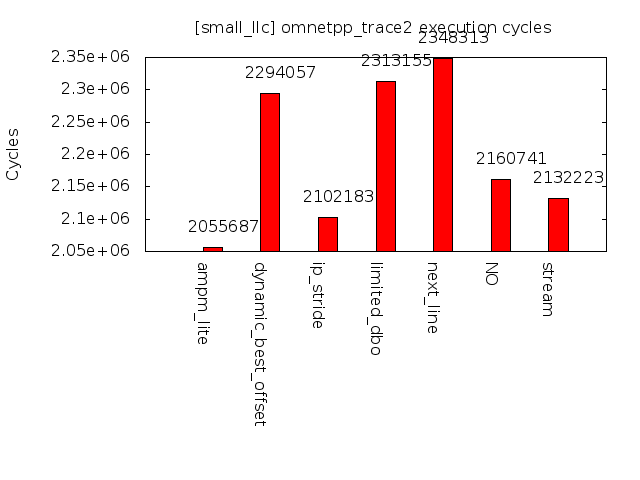 [small_llc] omnetpp_trace2 execution cycles
Cycles
2.35e+06
2.3e+06
2.25e+06
2.2e+06
2.15e+06
2.1e+06
2.05e+06
2055687
2294057
2102183
2313155
2348313
2160741
2132223
ampm_lite
dynamic_best_offset
ip_stride
limited_dbo
next_line
NO
stream